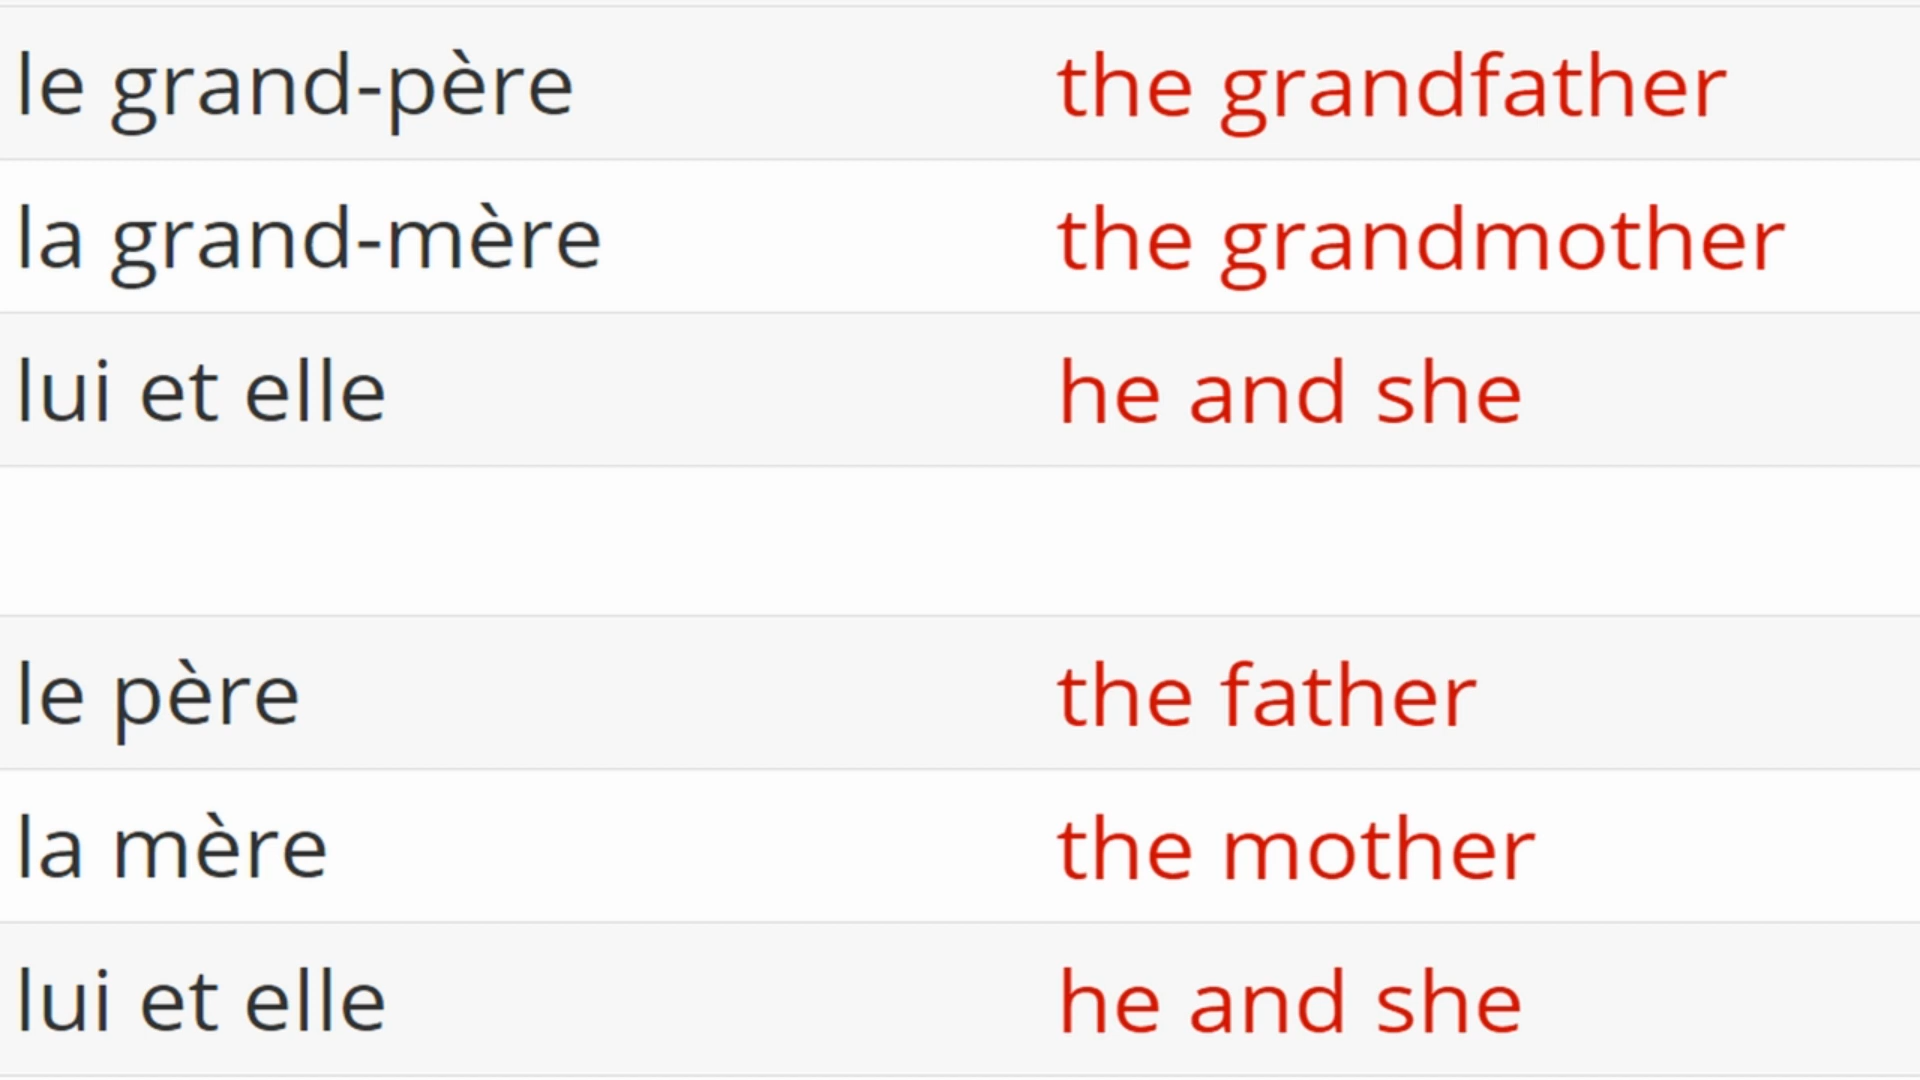 le grand-père the grandfather
la grand-mère the grandmother
lui et elle he and she
le père the father
la mère the mother
lui et elle he and she